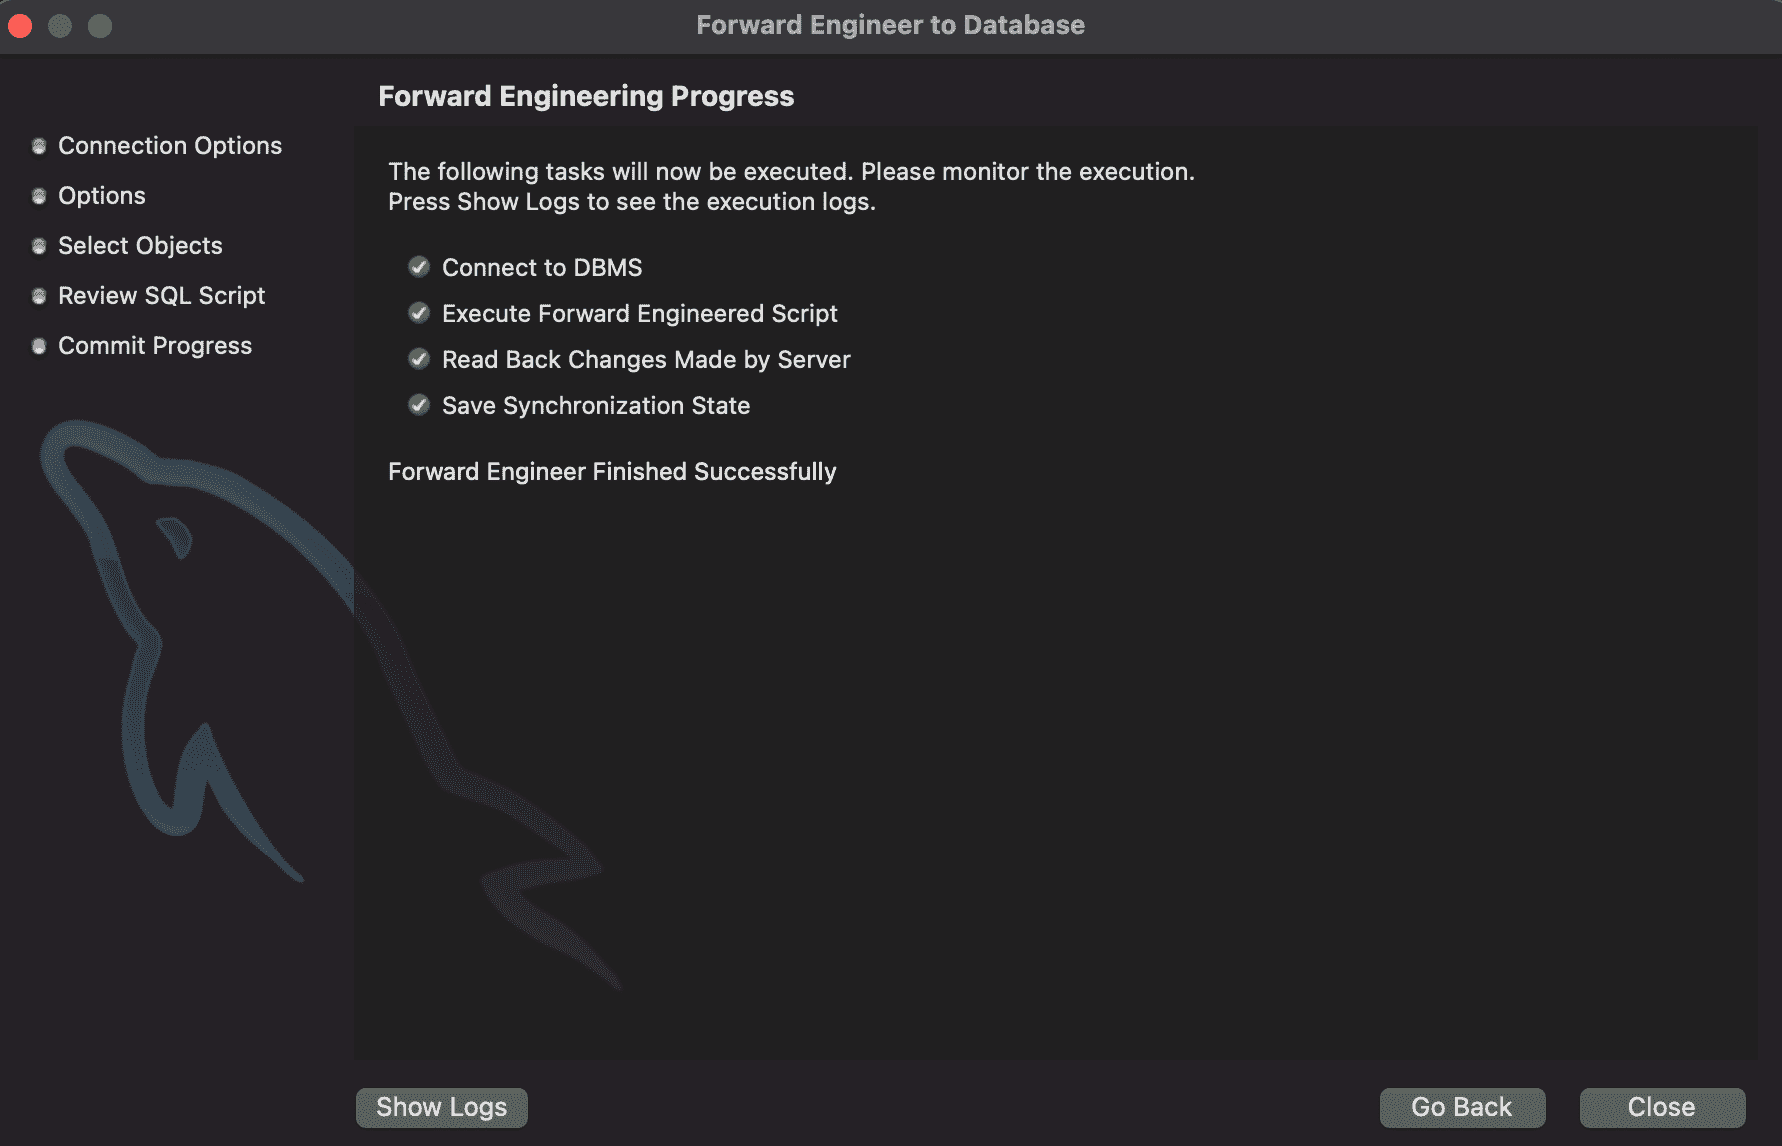 Forward Engineer to Database
Forward Engineering Progress
Connection Options
Options
Select Objects
Review SQL Script
Commit Progress
The following tasks will now be executed. Please monitor the execution.
Press Show Logs to see the execution logs.
Connect to DBMS
Execute Forward Engineered Script
Read Back Changes Made by Server
Save Synchronization State
Forward Engineer Finished Successfully
Show Logs
Go Back
Close